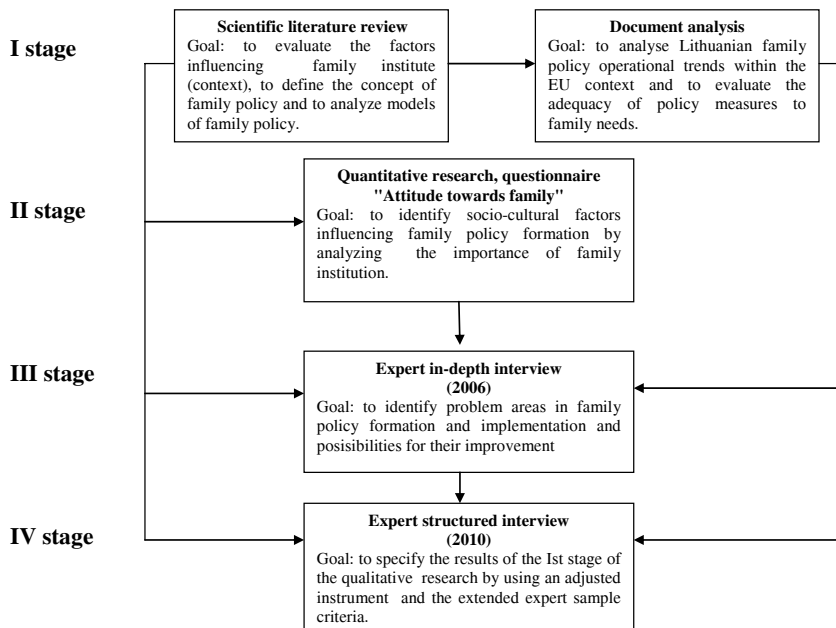 I stage
Scientific literature review
Goal: to evaluate the factors
influencing family institute
(context), to define the concept of
family policy and to analyze models
of family policy.
Document analysis
Goal: to analyse Lithuanian family
policy operational trends within the
EU context and to evaluate the
adequacy of policy measures to
family needs.
II stage
Quantitative research, questionnaire
"Attitude towards family"
Goal: to identify socio-cultural factors
influencing family policy formation by
analyzing the importance of family
institution.
III stage
Expert in-depth interview
(2006)
Goal: to identify problem areas in family
policy formation and implementation and
posisibilities for their improvement
IV stage
Expert structured interview
(2010)
Goal: to specify the results of the Ist stage of
the qualitative research by using an adjusted
instrument and the extended expert sample
criteria.